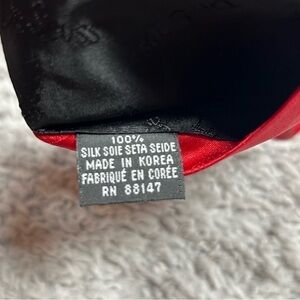 100%
SILK SOIE SETA SEIDE
MADE IN KOREA
FABRIQUÉ EN CORÉE
RN 88147